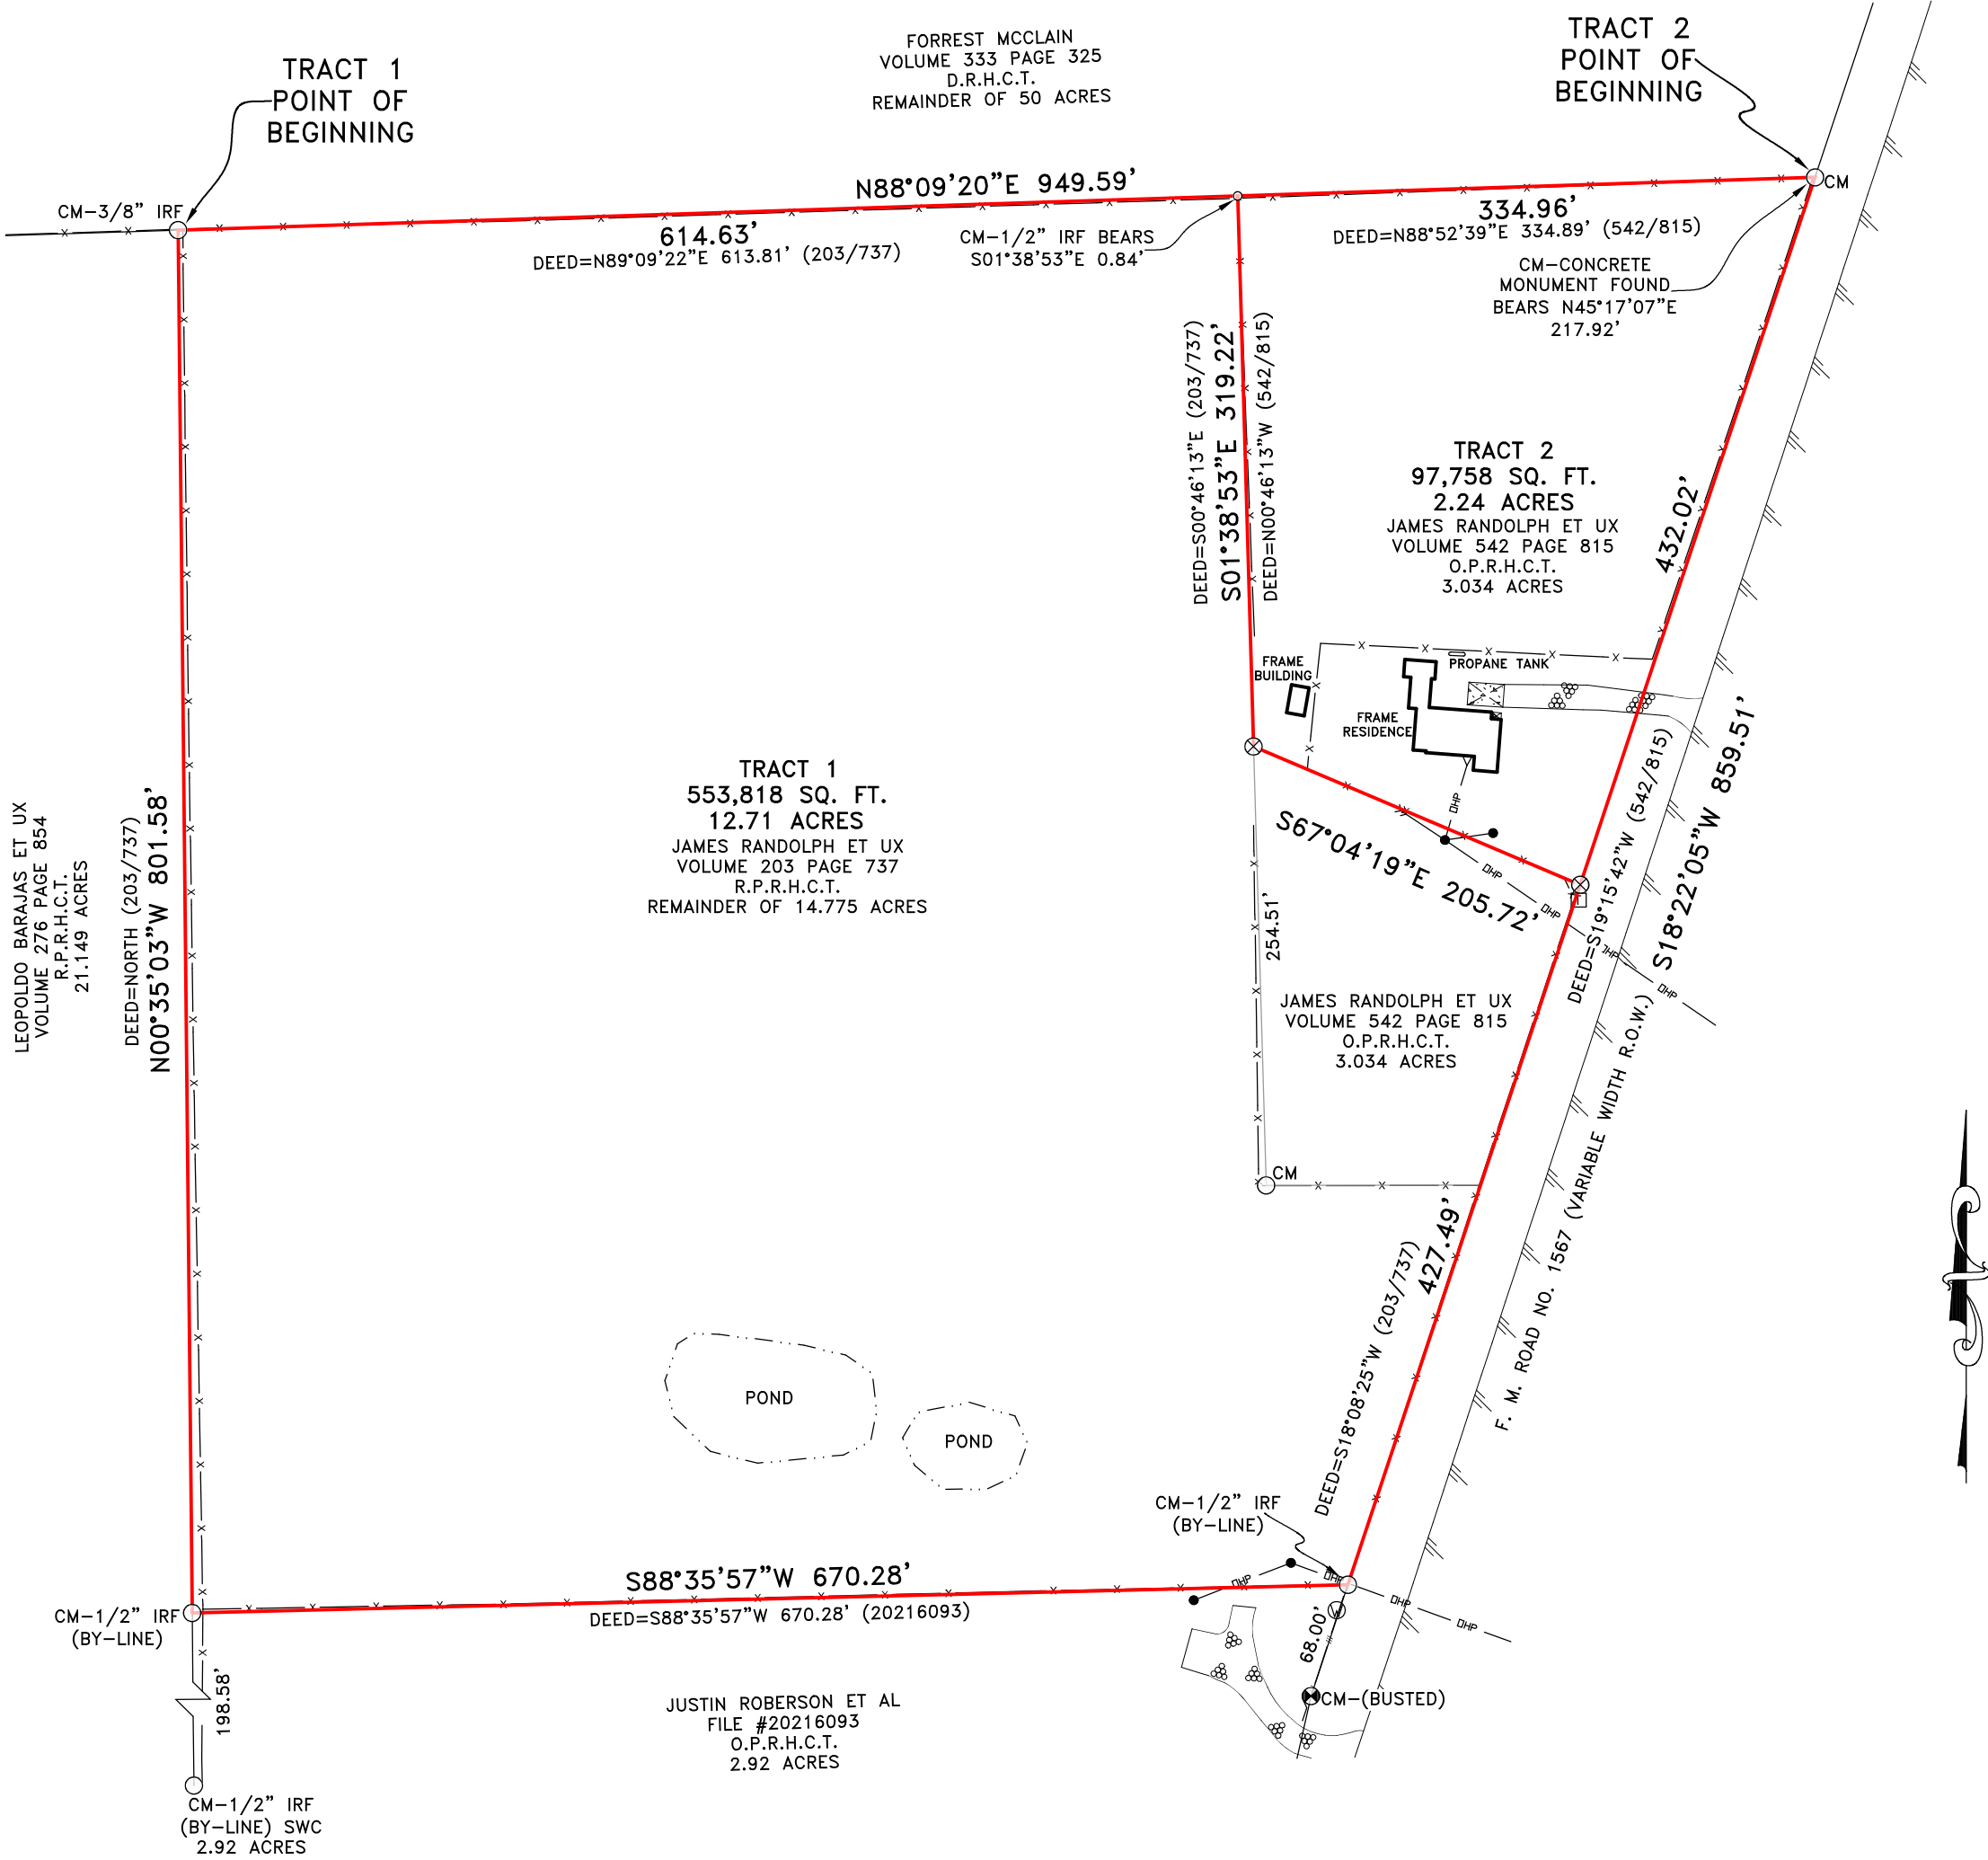 FORREST MCCLAIN
VOLUME 333 PAGE 325
D.R.H.C.T.
REMAINDER OF 50 ACRES
TRACT 1
POINT OF
BEGINNING
TRACT 2
POINT OF
BEGINNING
CM-3/8" IRF
N88°09'20"E 949.59'
614.63'
DEED=N89°09'22"E 613.81' (203/737)
CM-1/2" IRF BEARS
S01°38'53"E 0.84'
334.96'
DEED=N88°52'39"E 334.89' (542/815)
CM
CM-CONCRETE
MONUMENT FOUND
BEARS N45°17'07"E
217.92'
DEED=S00°46'13"E (203/737)
S01°38'53"E 319.22'
DEED=N00°46'13"W (542/815)
TRACT 2
97,758 SQ. FT.
2.24 ACRES
JAMES RANDOLPH ET UX
VOLUME 542 PAGE 815
O.P.R.H.C.T.
3.034 ACRES
432.02'
FRAME
BUILDING
PROPANE TANK
FRAME
RESIDENCE
OHP
S67°04'19"E 205.72'
OHP
OHP
OHP
OHP
T
DEED=S19°15'42"W (542/815)
S18°22'05"W 859.51'
TRACT 1
553,818 SQ. FT.
12.71 ACRES
JAMES RANDOLPH ET UX
VOLUME 203 PAGE 737
R.P.R.H.C.T.
REMAINDER OF 14.775 ACRES
LEOPOLDO BARAJAS ET UX
VOLUME 276 PAGE 854
R.P.R.H.C.T.
21.149 ACRES
DEED=NORTH (203/737)
N00°35'03"W 801.58'
254.51'
JAMES RANDOLPH ET UX
VOLUME 542 PAGE 815
O.P.R.H.C.T.
3.034 ACRES
CM
F. M. ROAD NO. 1567 (VARIABLE WIDTH R.O.W.)
DEED=S18°08'25"W (203/737)
427.49'
POND
POND
CM-1/2" IRF
(BY-LINE)
S88°35'57"W 670.28'
DEED=S88°35'57"W 670.28' (20216093)
OHP
OHP
OHP
OHP
CM-1/2" IRF
(BY-LINE)
W
68.00'
CM-(BUSTED)
198.58'
JUSTIN ROBERSON ET AL
FILE #20216093
O.P.R.H.C.T.
2.92 ACRES
CM-1/2" IRF
(BY-LINE) SWC
2.92 ACRES